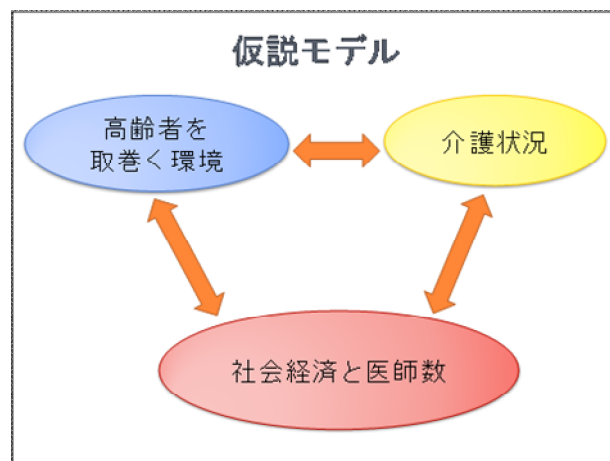 仮説モデル
高齢者を
取巻く環境
介護状況
社会経済と医師数